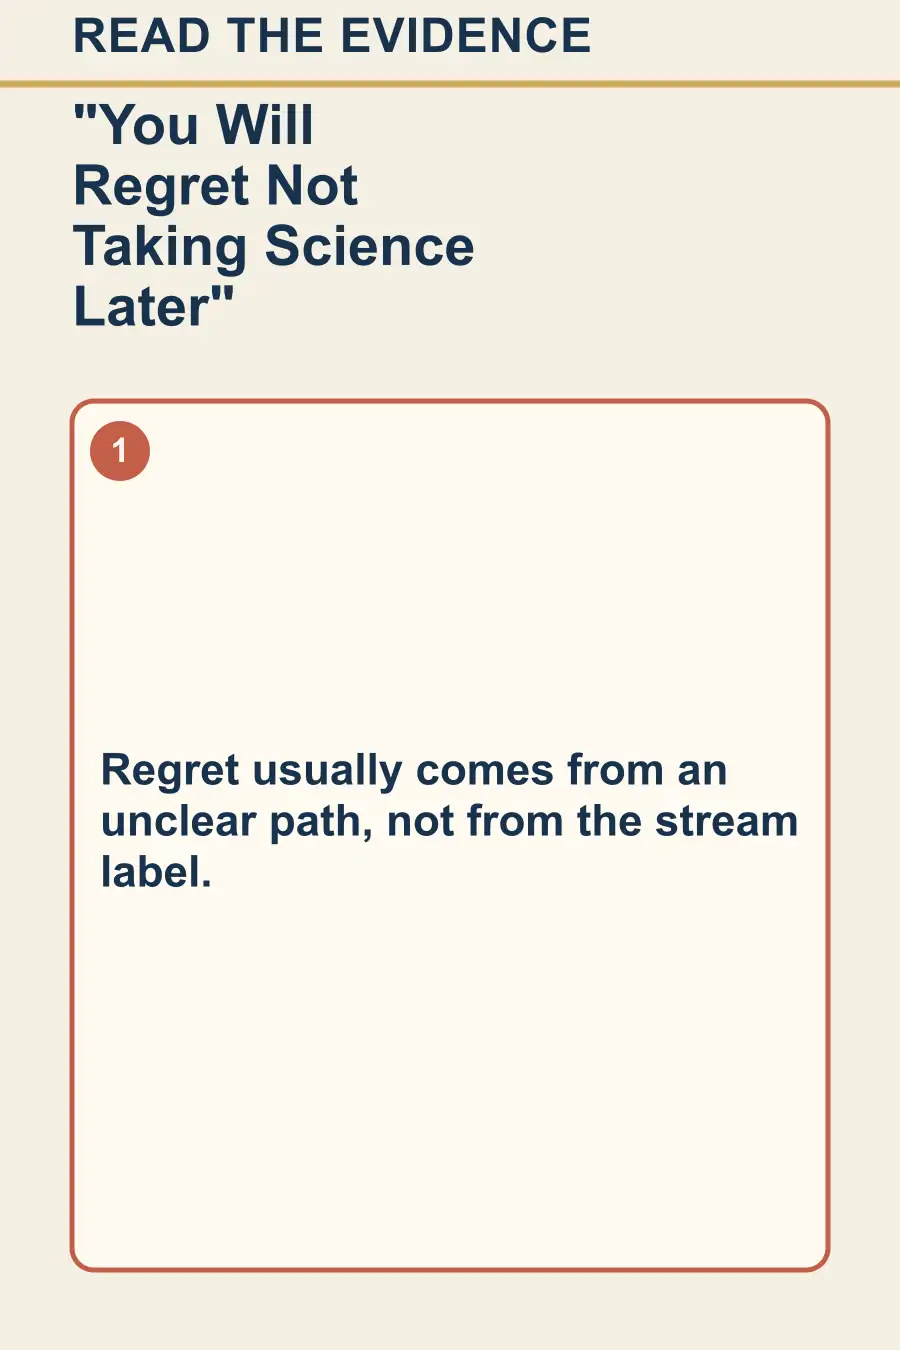 READ THE EVIDENCE
"You Will
Regret Not
Taking Science
Later"
1
Regret usually comes from an
unclear path, not from the stream
label.